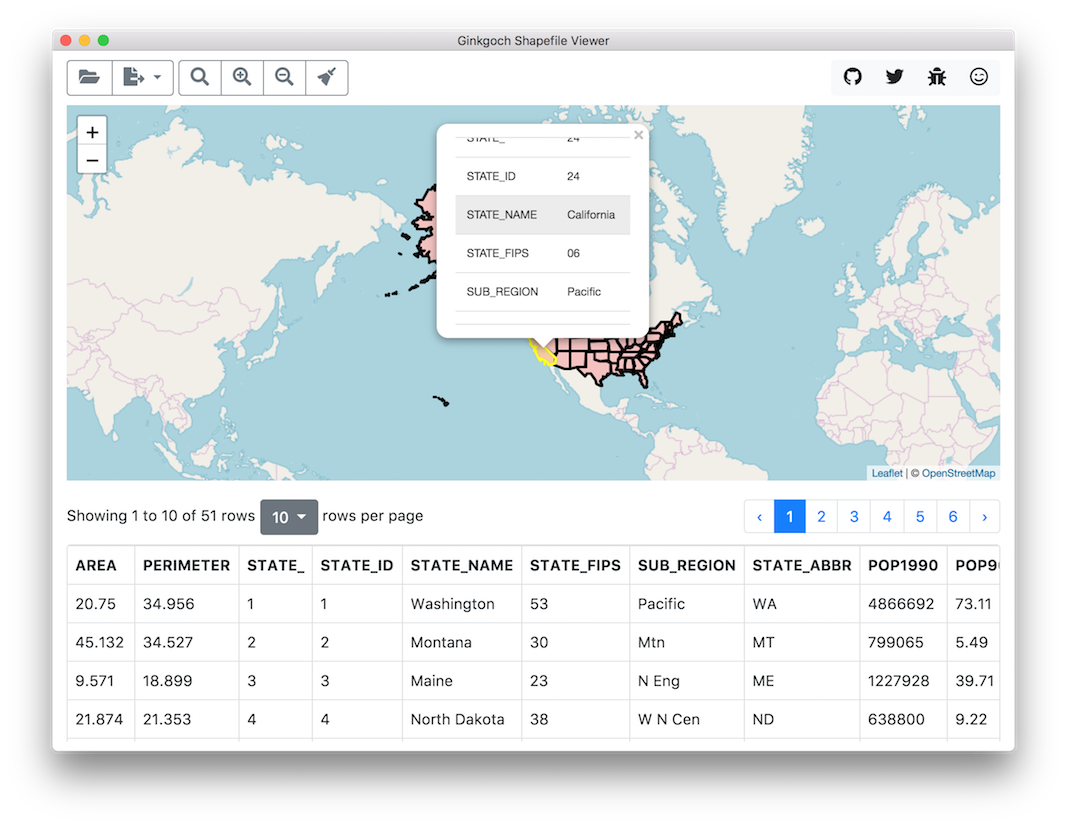 Ginkgoch Shapefile Viewer
+
−
×
STATE_ 24
STATE_ID 24
STATE_NAME California
STATE_FIPS 06
SUB_REGION Pacific
Leaflet | © OpenStreetMap
Showing 1 to 10 of 51 rows 10 rows per page
‹ 1 2 3 4 5 6 ›
AREA PERIMETER STATE_ STATE_ID STATE_NAME STATE_FIPS SUB_REGION STATE_ABBR POP1990 POP9
20.75 34.956 1 1 Washington 53 Pacific WA 4866692 73.11
45.132 34.527 2 2 Montana 30 Mtn MT 799065 5.49
9.571 18.899 3 3 Maine 23 N Eng ME 1227928 39.71
21.874 21.353 4 4 North Dakota 38 W N Cen ND 638800 9.22